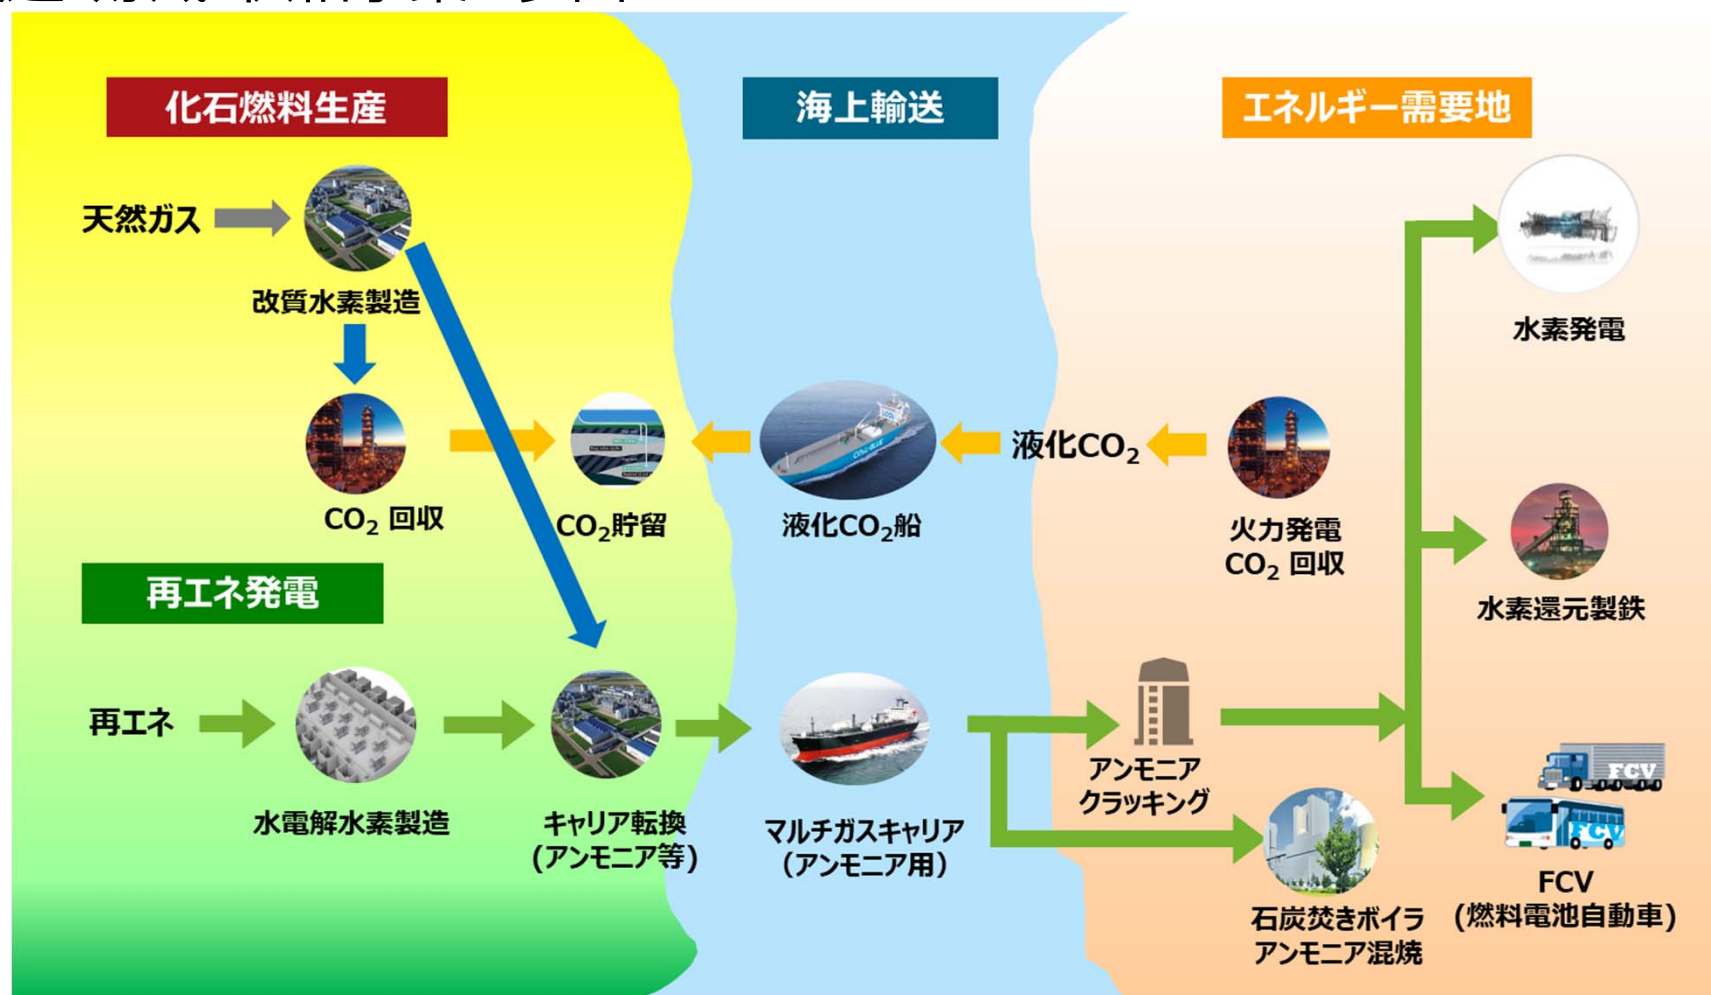 化石燃料生産
海上輸送
エネルギー需要地
天然ガス
改質水素製造
水素発電
液化CO2
CO2 回収
CO2貯留
液化CO2船
火力発電
CO2 回収
水素還元製鉄
再エネ発電
再エネ
水電解水素製造
キャリア転換
(アンモニア等)
マルチガスキャリア
(アンモニア用)
アンモニア
クラッキング
FCV
FCV
FCV
(燃料電池自動車)
石炭焚きボイラ
アンモニア混焼